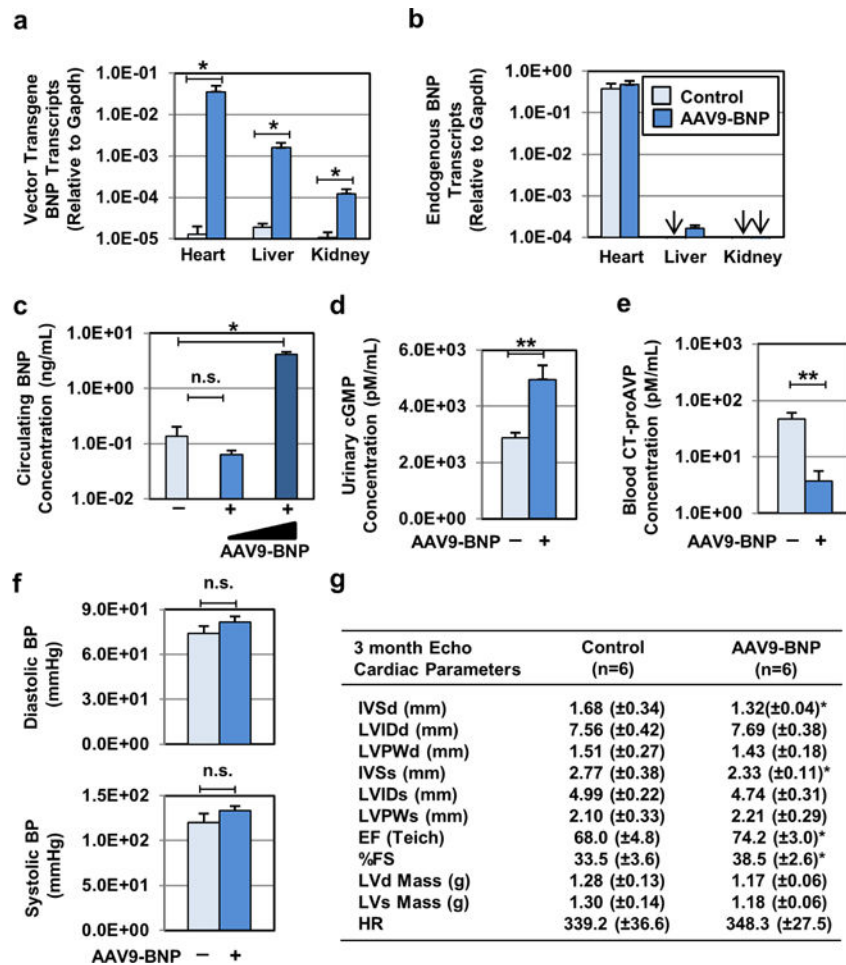 a
Vector Transgene
BNP Transcripts
(Relative to Gapdh)
1.0E-01
1.0E-02
1.0E-03
1.0E-04
1.0E-05
*
*
*
Heart Liver Kidney
b
Endogenous BNP
Transcripts
(Relative to Gapdh)
1.0E+00
1.0E-01
1.0E-02
1.0E-03
1.0E-04
Control
AAV9-BNP
Heart Liver Kidney
c
Circulating BNP
Concentration (ng/mL)
1.0E+01
1.0E+00
1.0E-01
1.0E-02
*
n.s.
− + +
AAV9-BNP
d
Urinary cGMP
Concentration (pM/mL)
6.0E+03
4.0E+03
2.0E+03
0.0E+00
**
AAV9-BNP − +
e
Blood CT-proAVP
Concentration (pM/mL)
1.0E+03
1.0E+02
1.0E+01
1.0E+00
**
AAV9-BNP − +
f
Diastolic BP
(mmHg)
9.0E+01
6.0E+01
3.0E+01
0.0E+00
n.s.
Systolic BP
(mmHg)
1.5E+02
1.0E+02
5.0E+01
0.0E+00
n.s.
AAV9-BNP − +
g
3 month Echo Control AAV9-BNP
Cardiac Parameters (n=6) (n=6)
IVSd (mm) 1.68 (±0.34) 1.32(±0.04)*
LVIDd (mm) 7.56 (±0.42) 7.69 (±0.38)
LVPWd (mm) 1.51 (±0.27) 1.43 (±0.18)
IVSs (mm) 2.77 (±0.38) 2.33 (±0.11)*
LVIDs (mm) 4.99 (±0.22) 4.74 (±0.31)
LVPWs (mm) 2.10 (±0.33) 2.21 (±0.29)
EF (Teich) 68.0 (±4.8) 74.2 (±3.0)*
%FS 33.5 (±3.6) 38.5 (±2.6)*
LVd Mass (g) 1.28 (±0.13) 1.17 (±0.06)
LVs Mass (g) 1.30 (±0.14) 1.18 (±0.06)
HR 339.2 (±36.6) 348.3 (±27.5)